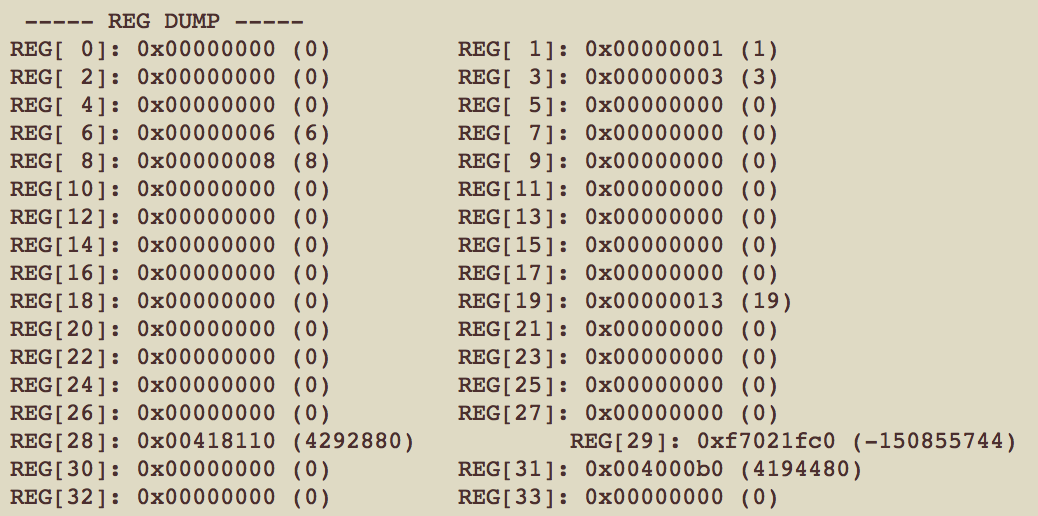 ----- REG DUMP -----
REG[ 0]: 0x00000000 (0) REG[ 1]: 0x00000001 (1)
REG[ 2]: 0x00000000 (0) REG[ 3]: 0x00000003 (3)
REG[ 4]: 0x00000000 (0) REG[ 5]: 0x00000000 (0)
REG[ 6]: 0x00000006 (6) REG[ 7]: 0x00000000 (0)
REG[ 8]: 0x00000008 (8) REG[ 9]: 0x00000000 (0)
REG[10]: 0x00000000 (0) REG[11]: 0x00000000 (0)
REG[12]: 0x00000000 (0) REG[13]: 0x00000000 (0)
REG[14]: 0x00000000 (0) REG[15]: 0x00000000 (0)
REG[16]: 0x00000000 (0) REG[17]: 0x00000000 (0)
REG[18]: 0x00000000 (0) REG[19]: 0x00000013 (19)
REG[20]: 0x00000000 (0) REG[21]: 0x00000000 (0)
REG[22]: 0x00000000 (0) REG[23]: 0x00000000 (0)
REG[24]: 0x00000000 (0) REG[25]: 0x00000000 (0)
REG[26]: 0x00000000 (0) REG[27]: 0x00000000 (0)
REG[28]: 0x00418110 (4292880) REG[29]: 0xf7021fc0 (-150855744)
REG[30]: 0x00000000 (0) REG[31]: 0x004000b0 (4194480)
REG[32]: 0x00000000 (0) REG[33]: 0x00000000 (0)